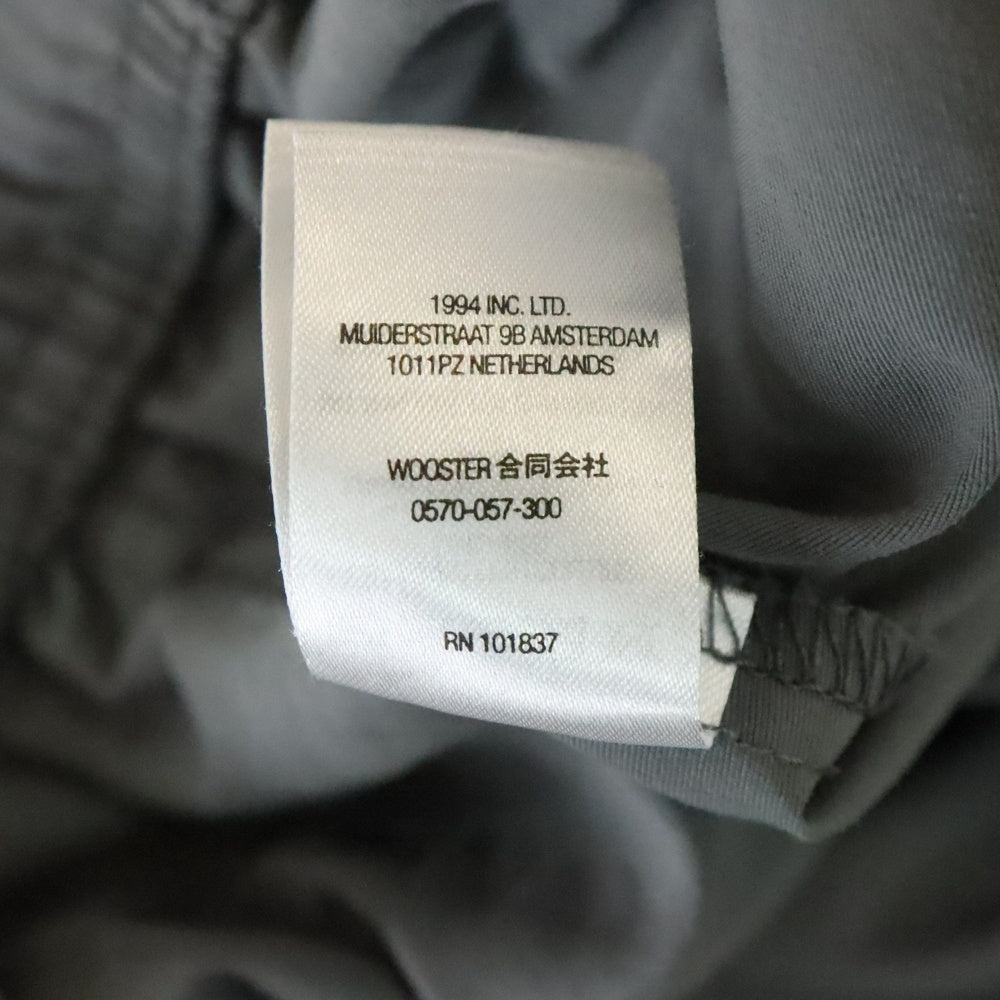 1994 INC. LTD.
MUIDERSTRAAT 9B AMSTERDAM
1011PZ NETHERLANDS
WOOSTER 合同会社
0570-057-300
RN 101837